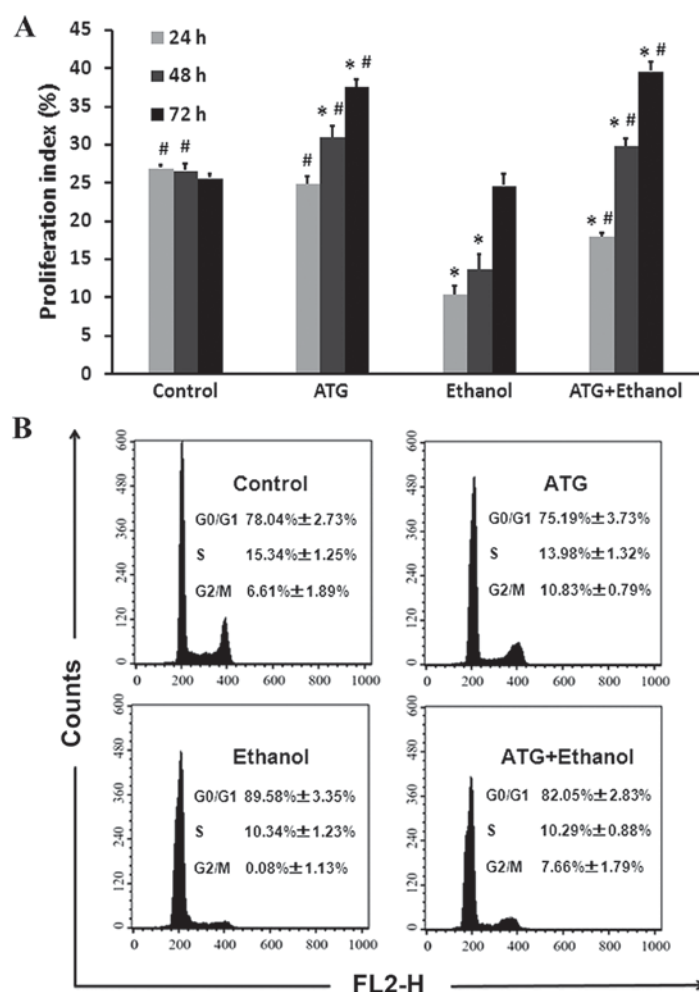 A
24 h
48 h
72 h
Proliferation index (%)
45
40
35
30
25
20
15
10
5
0
# #
# * # * #
* *
* # * # * #
Control ATG Ethanol ATG+Ethanol
B
Counts
600
480
360
240
120
0
Control
G0/G1 78.04%±2.73%
S 15.34%±1.25%
G2/M 6.61%±1.89%
0 200 400 600 800 1000
600
480
360
240
120
0
ATG
G0/G1 75.19%±3.73%
S 13.98%±1.32%
G2/M 10.83%±0.79%
0 200 400 600 800 1000
600
480
360
240
120
0
Ethanol
G0/G1 89.58%±3.35%
S 10.34%±1.23%
G2/M 0.08%±1.13%
0 200 400 600 800 1000
600
480
360
240
120
0
ATG+Ethanol
G0/G1 82.05%±2.83%
S 10.29%±0.88%
G2/M 7.66%±1.79%
0 200 400 600 800 1000
FL2-H